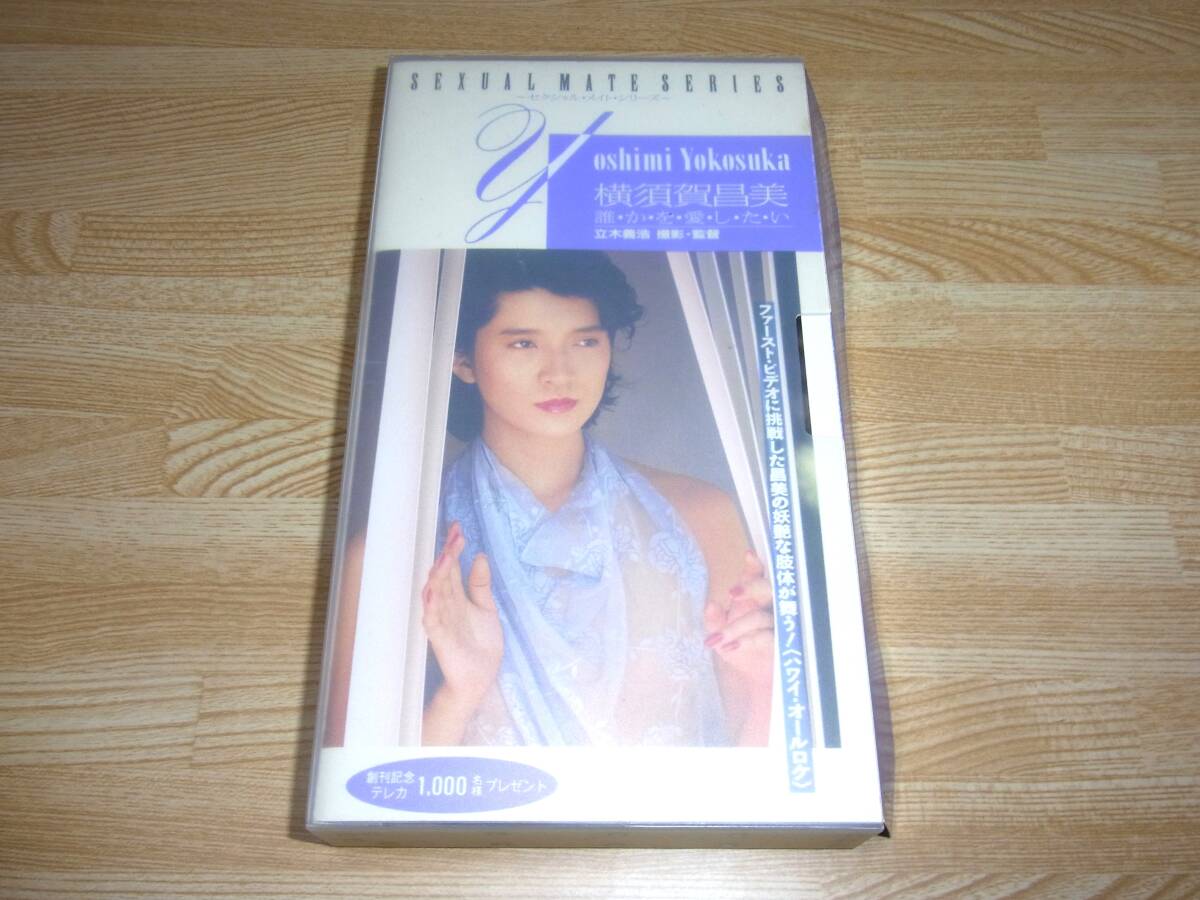 SEXUAL MATE SERIES
〜セクシャル・メイト・シリーズ〜
Yoshimi Yokosuka
横須賀昌美
誰・か・を・愛・し・た・い
立木義浩 撮影・監督
ファースト・ビデオに挑戦した昌美の妖艶な肢体が舞う!〈ハワイ・オールロケ〉
創刊記念
テレカ 1,000名様プレゼント